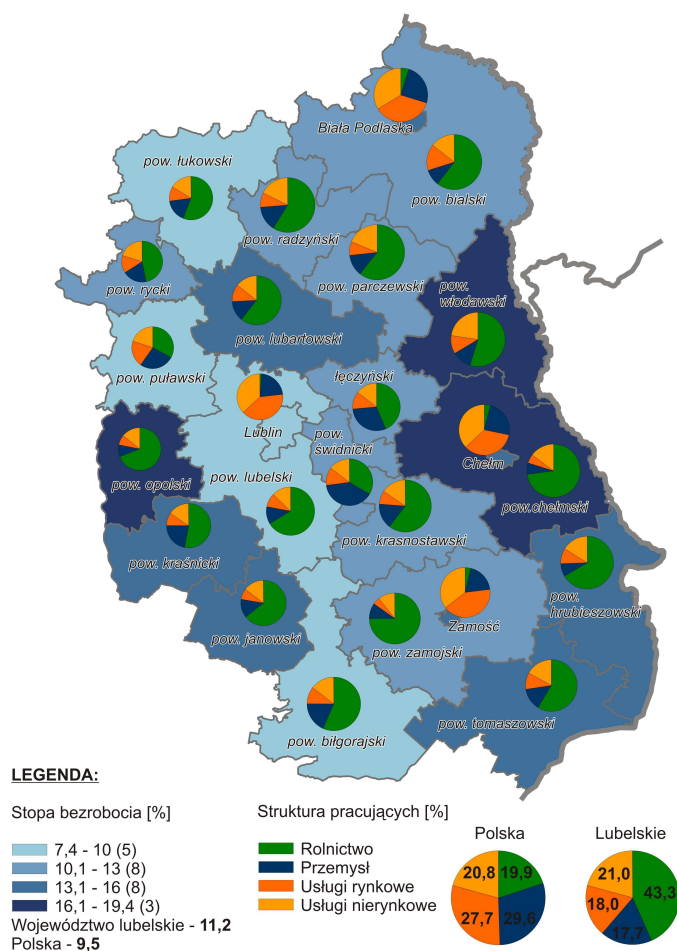 Biała Podlaska
pow. łukowski
pow. bialski
pow. radzyński
pow. rycki
pow. parczewski
pow.
włodawski
pow. lubartowski
pow. puławski
łęczyński
Lublin
pow.
świdnicki
Chełm
pow. opolski
pow. lubelski
pow.chełmski
pow. krasnostawski
pow. kraśnicki
pow.
hrubieszowski
Zamość
pow. janowski
pow. zamojski
pow. tomaszowski
pow. biłgorajski
LEGENDA:
Stopa bezrobocia [%]
7,4 - 10 (5)
10,1 - 13 (8)
13,1 - 16 (8)
16,1 - 19,4 (3)
Województwo lubelskie - 11,2
Polska - 9,5
Struktura pracujących [%]
Rolnictwo
Przemysł
Usługi rynkowe
Usługi nierynkowe
Polska
20,8 19,9
27,7 29,6
Lubelskie
21,0
43,3
18,0
17,7